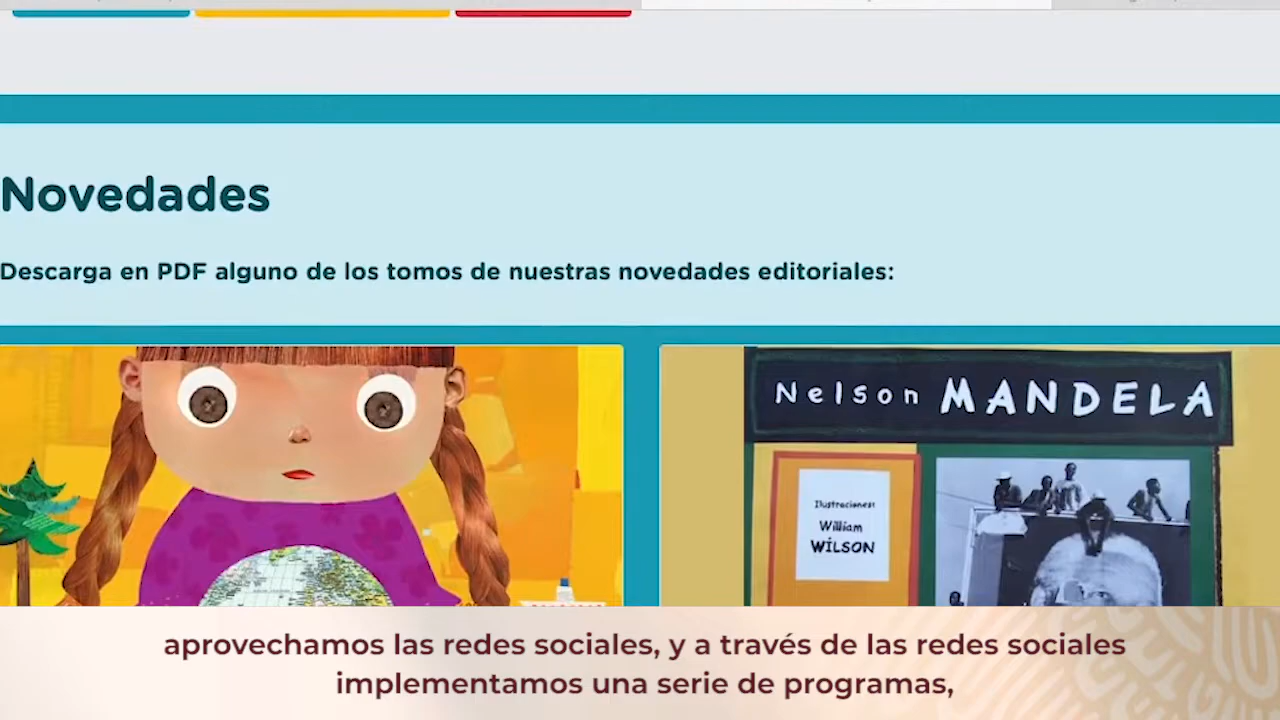 Novedades
Descarga en PDF alguno de los tomos de nuestras novedades editoriales:
Nelson MANDELA
Ilustraciones:
William
WILSON
aprovechamos las redes sociales, y a través de las redes sociales
implementamos una serie de programas,